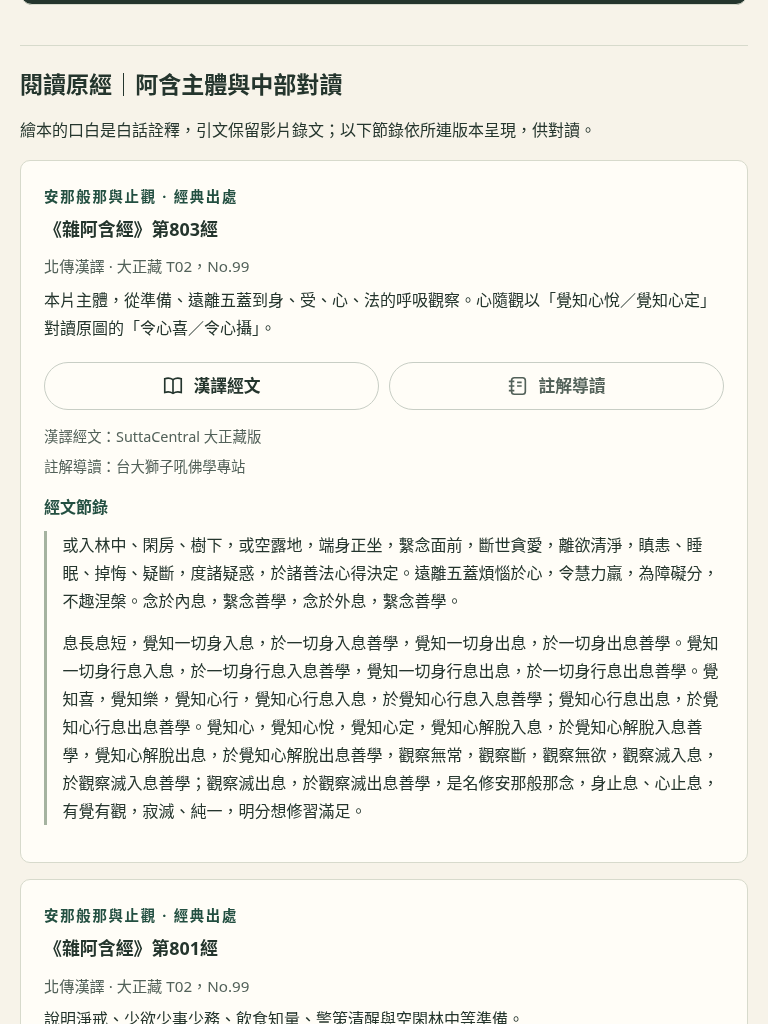 閱讀原經｜阿含主體與中部對讀
繪本的口白是白話詮釋，引文保留影片錄文；以下節錄依所連版本呈現，供對讀。
安那般那與止觀 · 經典出處
《雜阿含經》第803經
北傳漢譯 · 大正藏 T02，No.99
本片主體，從準備、遠離五蓋到身、受、心、法的呼吸觀察。心隨觀以「覺知心悅／覺知心定」
對讀原圖的「令心喜／令心攝」。
漢譯經文
註解導讀
漢譯經文：SuttaCentral 大正藏版
註解導讀：台大獅子吼佛學專站
經文節錄
或入林中、閑房、樹下，或空露地，端身正坐，繫念面前，斷世貪愛，離欲清淨，瞋恚、睡
眠、掉悔、疑斷，度諸疑惑，於諸善法心得決定。遠離五蓋煩惱於心，令慧力羸，為障礙分，
不趣涅槃。念於內息，繫念善學，念於外息，繫念善學。
息長息短，覺知一切身入息，於一切身入息善學，覺知一切身出息，於一切身出息善學。覺知
一切身行息入息，於一切身行息入息善學，覺知一切身行息出息，於一切身行息出息善學。覺
知喜，覺知樂，覺知心行，覺知心行息入息，於覺知心行息入息善學；覺知心行息出息，於覺
知心行息出息善學。覺知心，覺知心悅，覺知心定，覺知心解脫入息，於覺知心解脫入息善
學，覺知心解脫出息，於覺知心解脫出息善學，觀察無常，觀察斷，觀察無欲，觀察滅入息，
於觀察滅入息善學；觀察滅出息，於觀察滅出息善學，是名修安那般那念，身止息、心止息，
有覺有觀，寂滅、純一，明分想修習滿足。
安那般那與止觀 · 經典出處
《雜阿含經》第801經
北傳漢譯 · 大正藏 T02，No.99
說明淨戒、少欲少事少務、飲食知量、警策清醒與空閑林中等準備。